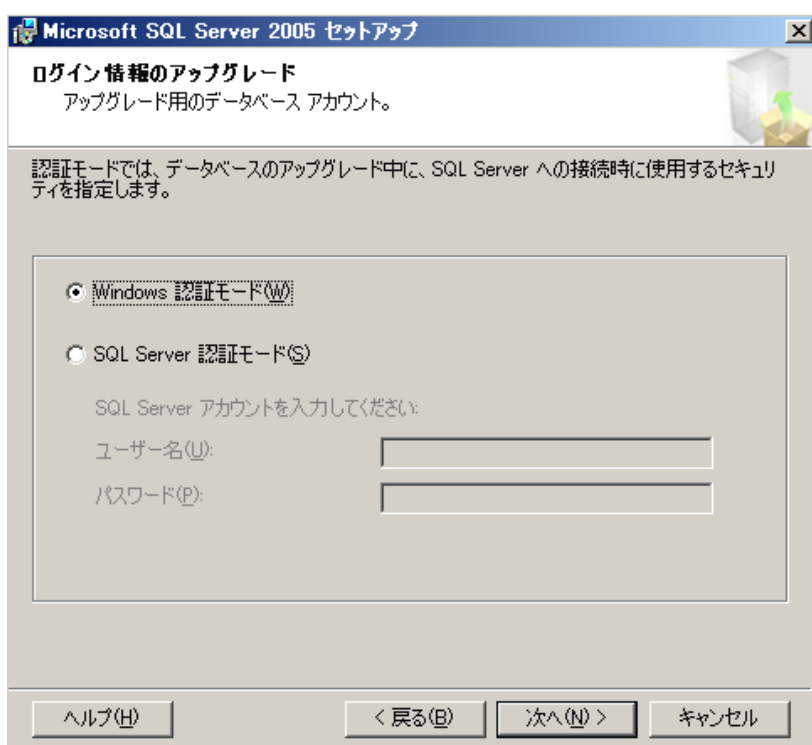 Microsoft SQL Server 2005 セットアップ
ログイン情報のアップグレード
アップグレード用のデータベース アカウント。
認証モードでは、データベースのアップグレード中に、SQL Server への接続時に使用するセキュリ
ティを指定します。
Windows 認証モード(W)
SQL Server 認証モード(S)
SQL Server アカウントを入力してください:
ユーザー名(U):
パスワード(P):
ヘルプ(H)
< 戻る(B)
次へ(N) >
キャンセル